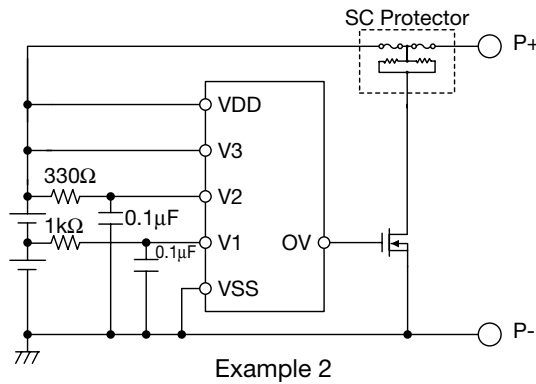 SC Protector
P+
VDD
V3
330Ω
V2
0.1μF
1kΩ
V1
0.1μF
OV
VSS
P-
Example 2